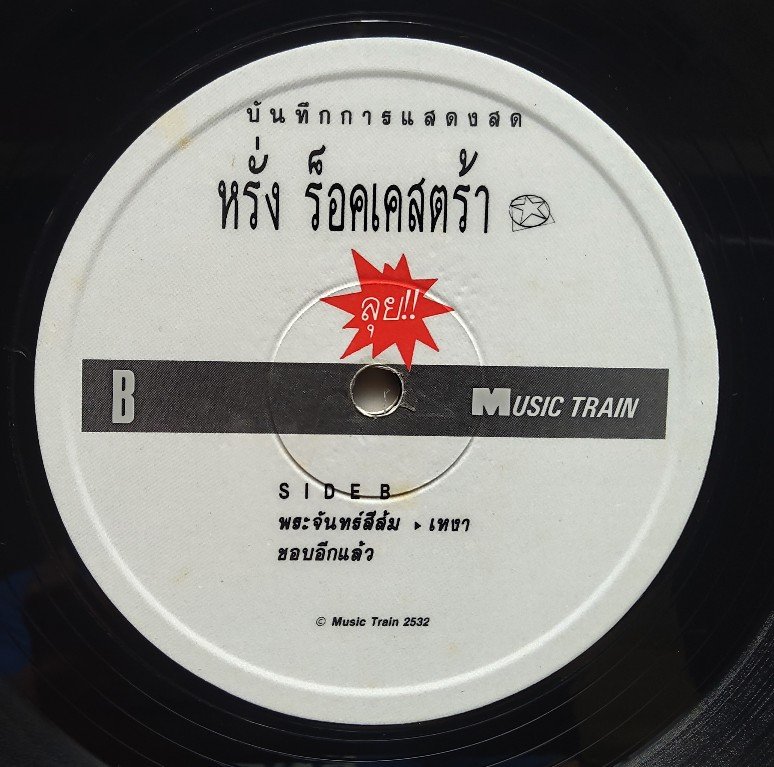 บันทึกการแสดงสด
หรั่ง ร็อคเคสตร้า
ลุย!!
B
MUSIC TRAIN
SIDE B
พระจันทร์สีส้ม ▸ เหงา
ชอบอีกแล้ว
© Music Train 2532